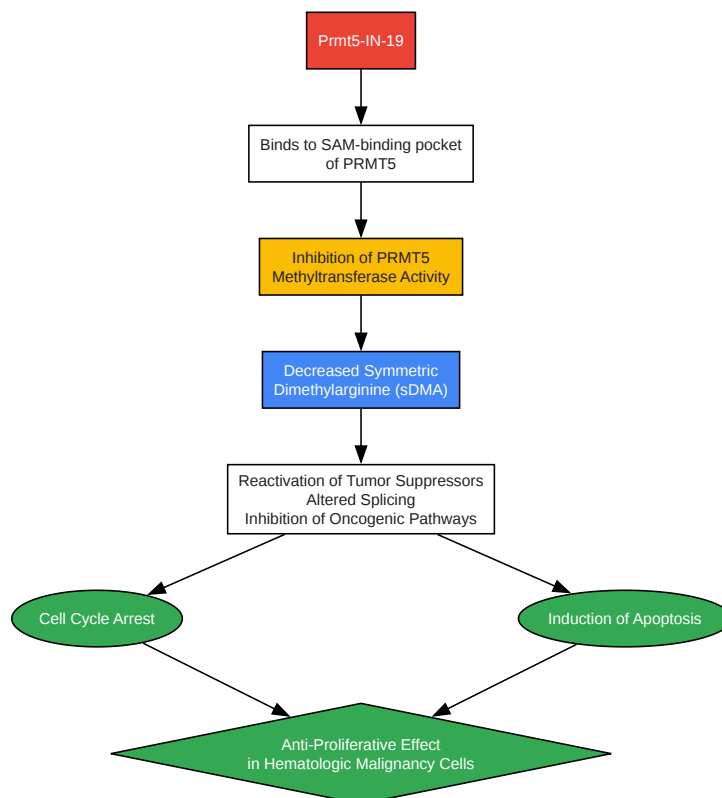 Prmt5-IN-19
Binds to SAM-binding pocket
of PRMT5
Inhibition of PRMT5
Methyltransferase Activity
Decreased Symmetric
Dimethylarginine (sDMA)
Reactivation of Tumor Suppressors
Altered Splicing
Inhibition of Oncogenic Pathways
Cell Cycle Arrest
Induction of Apoptosis
Anti-Proliferative Effect
in Hematologic Malignancy Cells